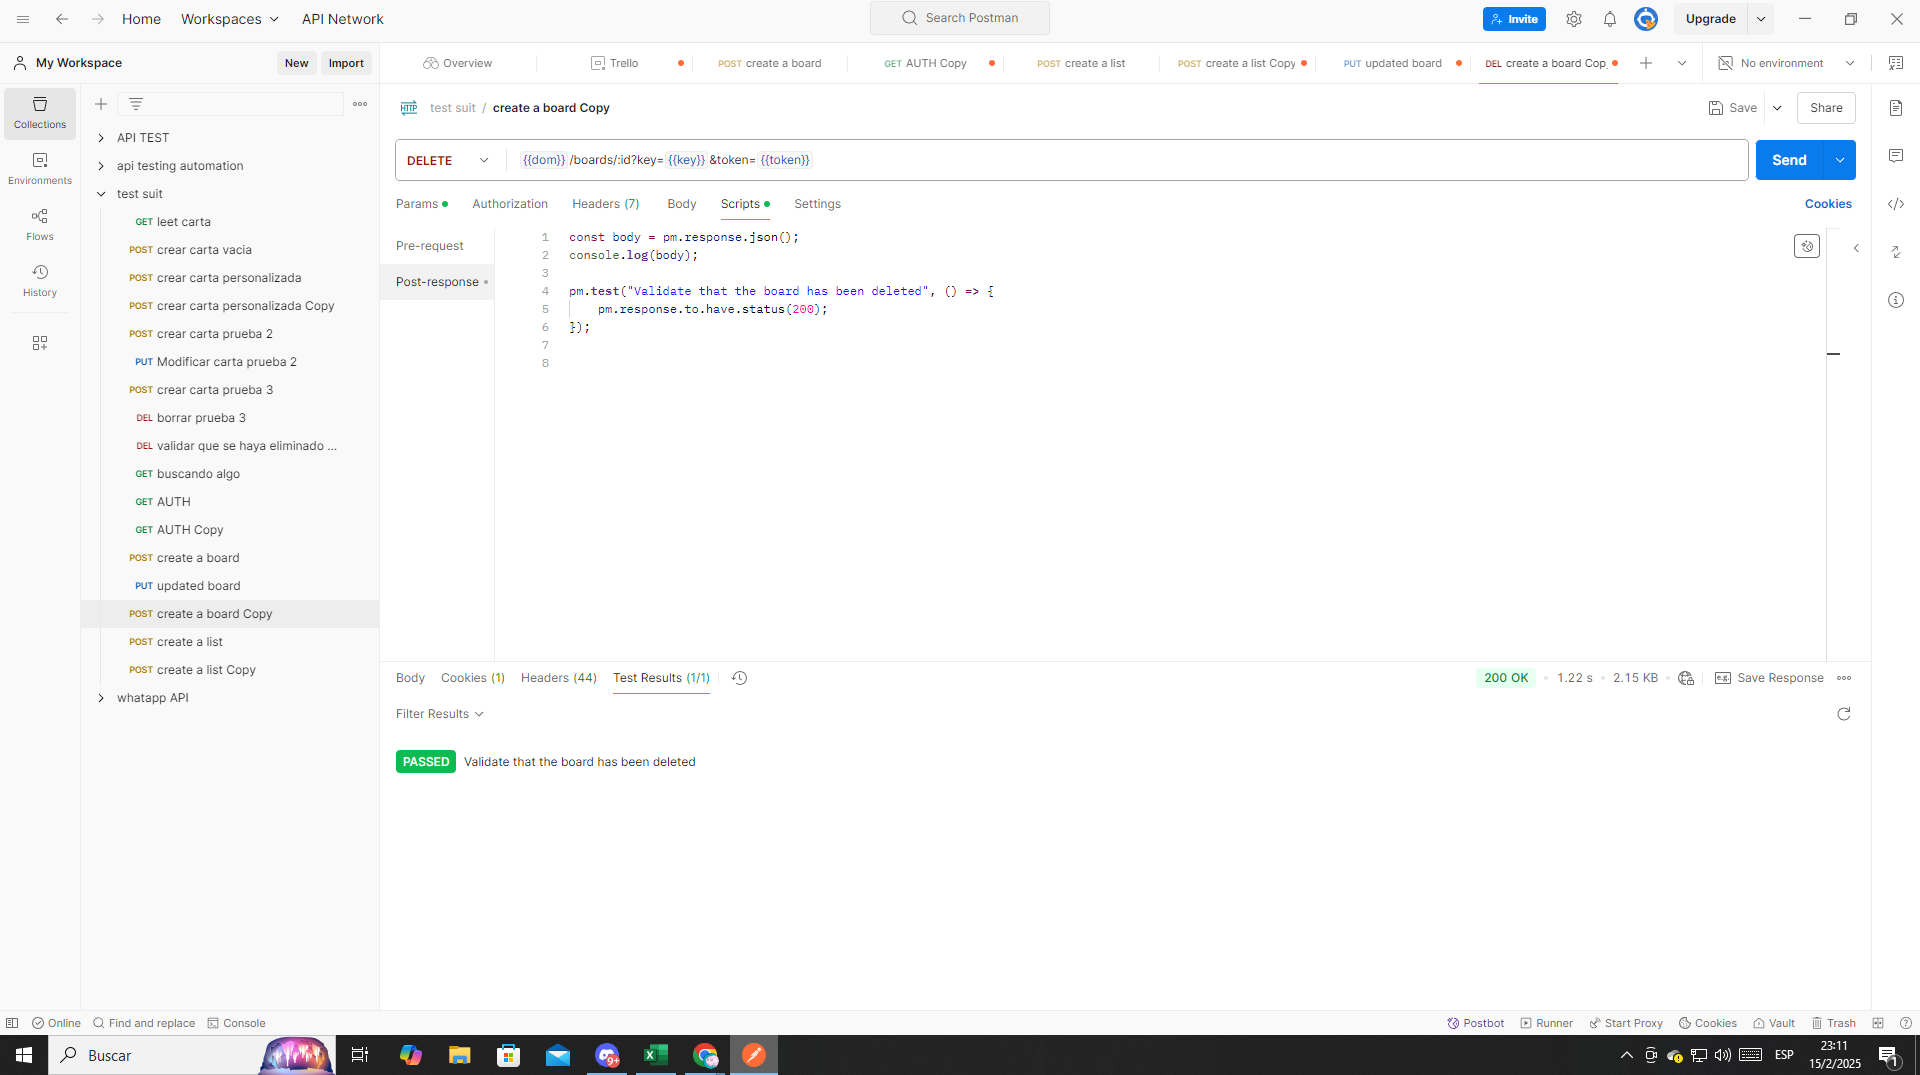 Home
Workspaces
API Network
Search Postman
Invite
Upgrade
My Workspace
New
Import
Overview
Trello
POST create a board
GET AUTH Copy
POST create a list
POST create a list Copy
PUT updated board
DEL create a board Cop
No environment
Collections
Environments
Flows
History
API TEST
api testing automation
test suit
GET leet carta
POST crear carta vacia
POST crear carta personalizada
POST crear carta personalizada Copy
POST crear carta prueba 2
PUT Modificar carta prueba 2
POST crear carta prueba 3
DEL borrar prueba 3
DEL validar que se haya eliminado ...
GET buscando algo
GET AUTH
GET AUTH Copy
POST create a board
PUT updated board
POST create a board Copy
POST create a list
POST create a list Copy
whatapp API
HTTP test suit / create a board Copy
Save
Share
DELETE
{{dom}} /boards/:id?key= {{key}} &token= {{token}}
Send
Params
Authorization
Headers (7)
Body
Scripts
Settings
Cookies
Pre-request
Post-response
1 const body = pm.response.json();
2 console.log(body);
3
4 pm.test("Validate that the board has been deleted", () => {
5 pm.response.to.have.status(200);
6 });
7
8
Body
Cookies (1)
Headers (44)
Test Results (1/1)
200 OK
1.22 s
2.15 KB
e.g. Save Response
Filter Results
PASSED Validate that the board has been deleted
Online
Find and replace
Console
Postbot
Runner
Start Proxy
Cookies
Vault
Trash
Buscar
9+
ESP
23:11
15/2/2025
1